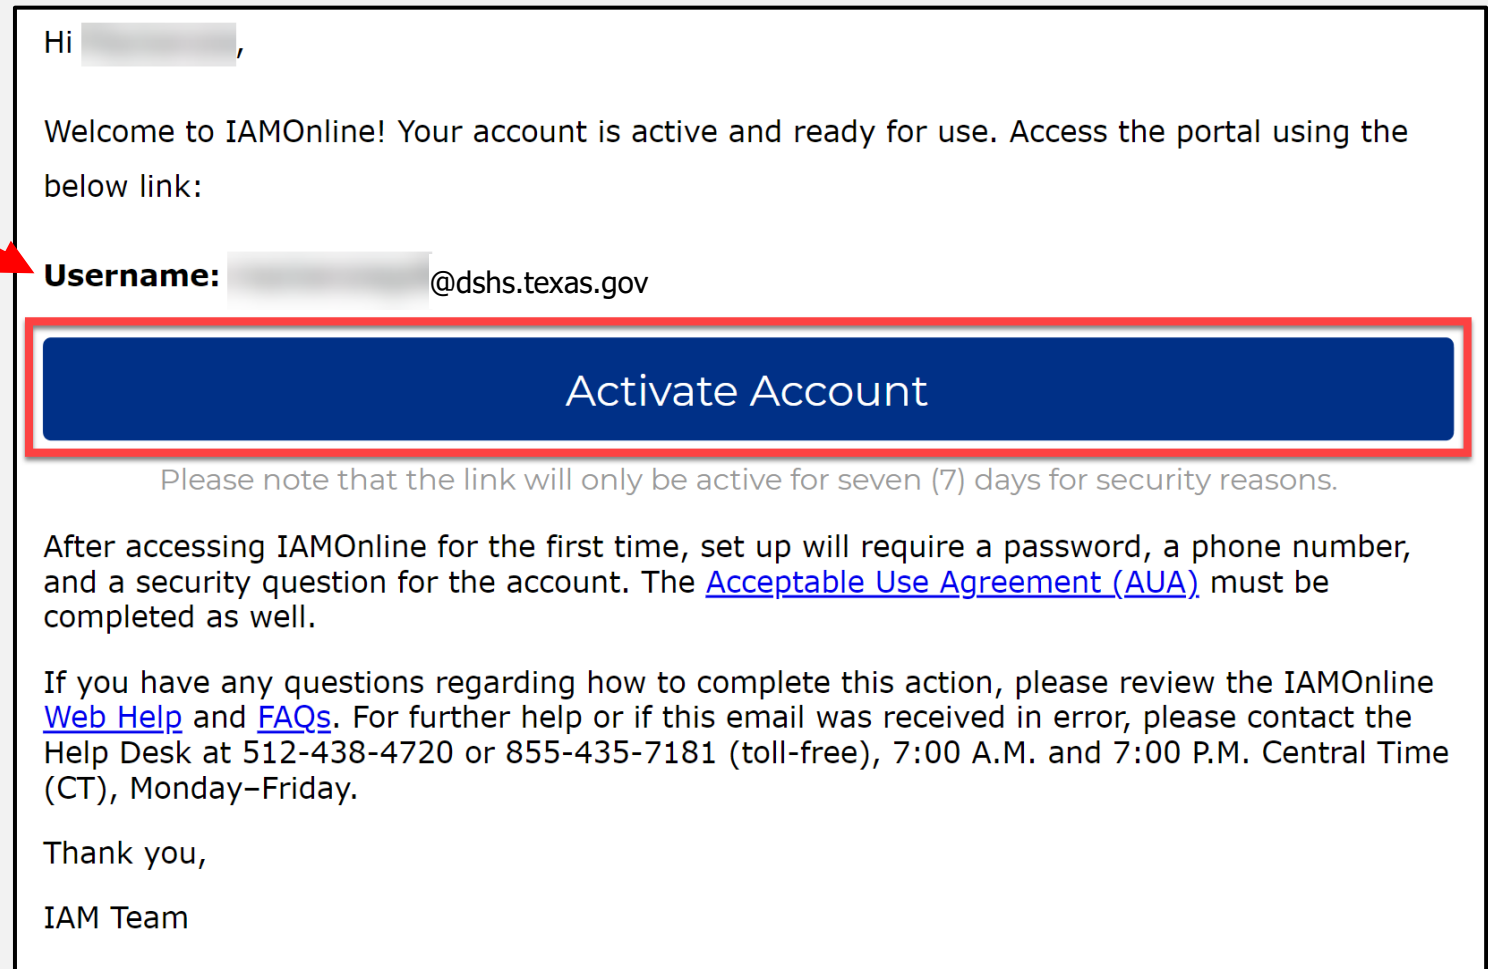 Hi ,
Welcome to IAMOnline! Your account is active and ready for use. Access the portal using the
below link:
Username: @dshs.texas.gov
Activate Account
Please note that the link will only be active for seven (7) days for security reasons.
After accessing IAMOnline for the first time, set up will require a password, a phone number,
and a security question for the account. The Acceptable Use Agreement (AUA) must be
completed as well.
If you have any questions regarding how to complete this action, please review the IAMOnline
Web Help and FAQs. For further help or if this email was received in error, please contact the
Help Desk at 512-438-4720 or 855-435-7181 (toll-free), 7:00 A.M. and 7:00 P.M. Central Time
(CT), Monday–Friday.
Thank you,
IAM Team